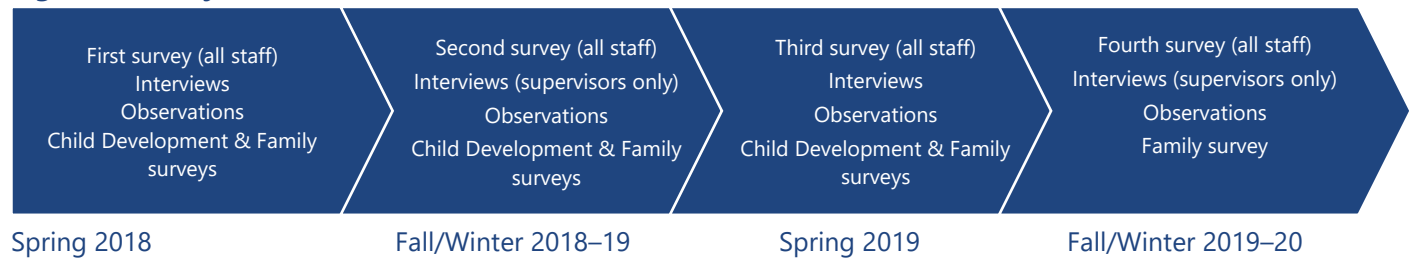 First survey (all staff)
Interviews
Observations
Child Development & Family
surveys
Second survey (all staff)
Interviews (supervisors only)
Observations
Child Development & Family
surveys
Third survey (all staff)
Interviews
Observations
Child Development & Family
surveys
Fourth survey (all staff)
Interviews (supervisors only)
Observations
Family survey
Spring 2018
Fall/Winter 2018–19
Spring 2019
Fall/Winter 2019–20